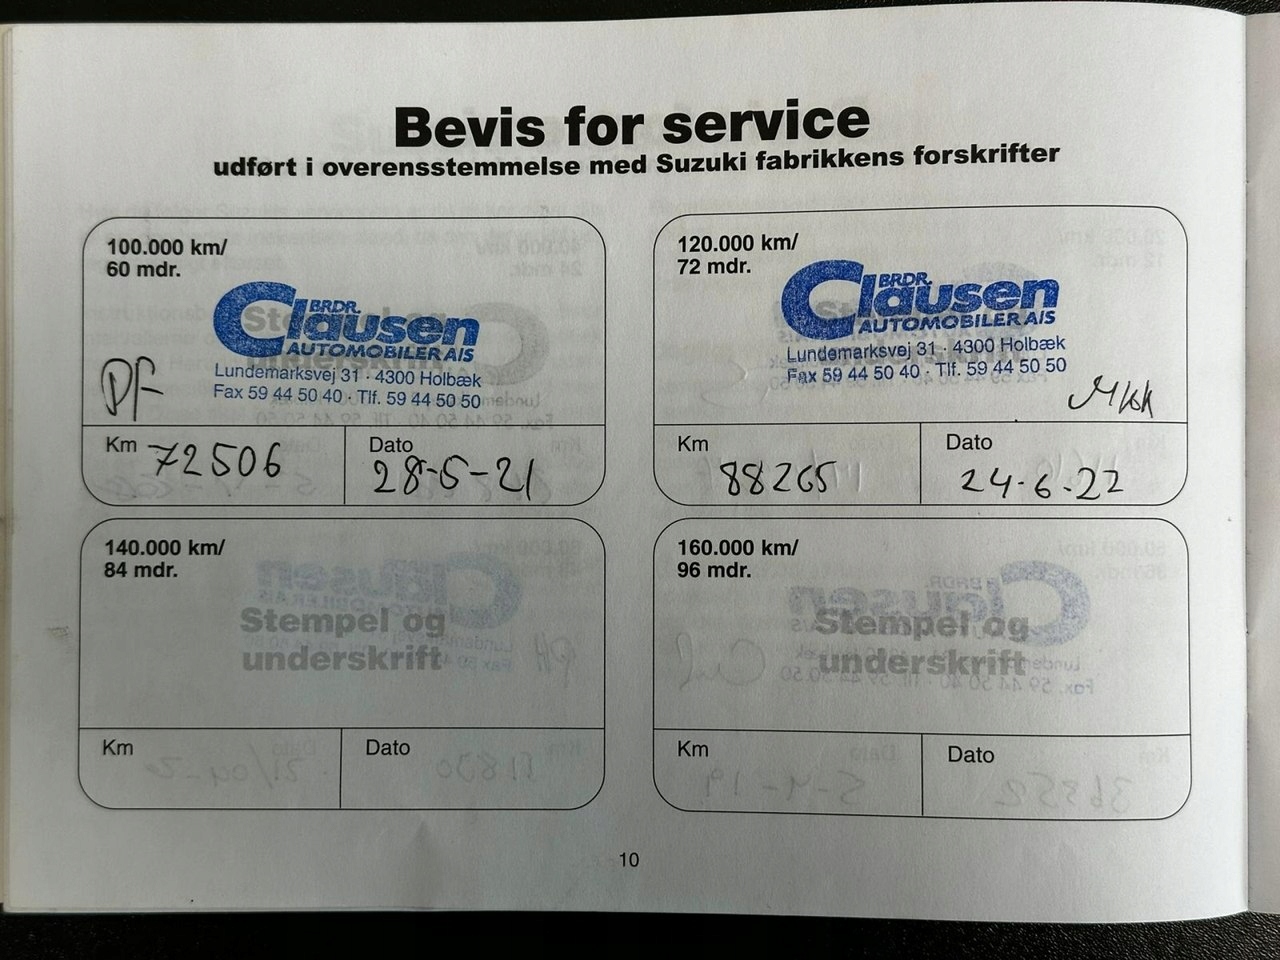 Bevis for service
udført i overensstemmelse med Suzuki fabrikkens forskrifter
100.000 km/
60 mdr.
BRDR.
Clausen
AUTOMOBILER A/S
Lundemarksvej 31 · 4300 Holbæk
Fax 59 44 50 40 · Tlf. 59 44 50 50
DF
Km 72506
Dato
28-5-21
120.000 km/
72 mdr.
BRDR.
Clausen
AUTOMOBILER A/S
Lundemarksvej 31 · 4300 Holbæk
Fax 59 44 50 40 · Tlf. 59 44 50 50
Km
88265
Dato
24-6-22
140.000 km/
84 mdr.
Stempel og
underskrift
Km
Dato
160.000 km/
96 mdr.
Stempel og
underskrift
Km
Dato
10